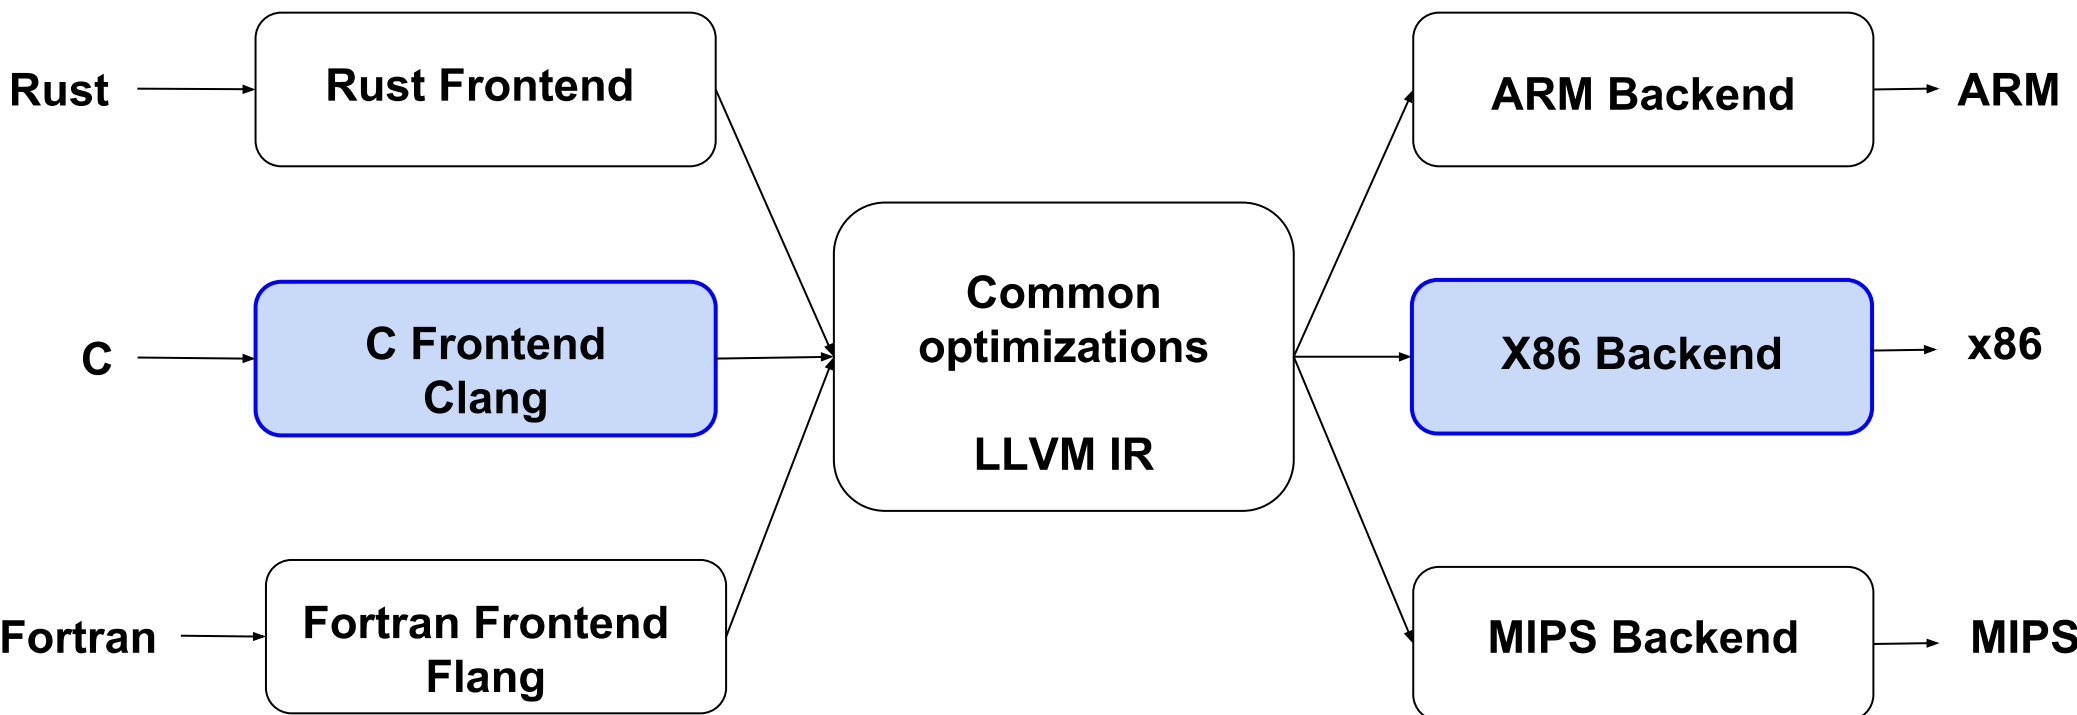 Rust
Rust Frontend
C
C Frontend
Clang
Fortran
Fortran Frontend
Flang
Common
optimizations
LLVM IR
ARM Backend
ARM
X86 Backend
x86
MIPS Backend
MIPS